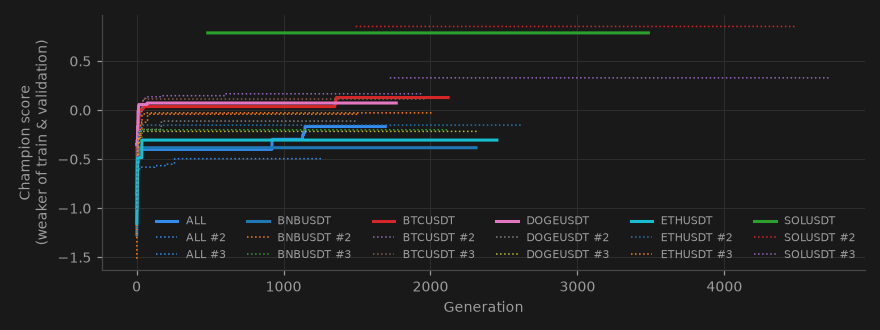 Champion score
(weaker of train & validation)
0.5
0.0
−0.5
−1.0
−1.5
ALL BNBUSDT BTCUSDT DOGEUSDT ETHUSDT SOLUSDT
ALL #2 BNBUSDT #2 BTCUSDT #2 DOGEUSDT #2 ETHUSDT #2 SOLUSDT #2
ALL #3 BNBUSDT #3 BTCUSDT #3 DOGEUSDT #3 ETHUSDT #3 SOLUSDT #3
0 1000 2000 3000 4000
Generation